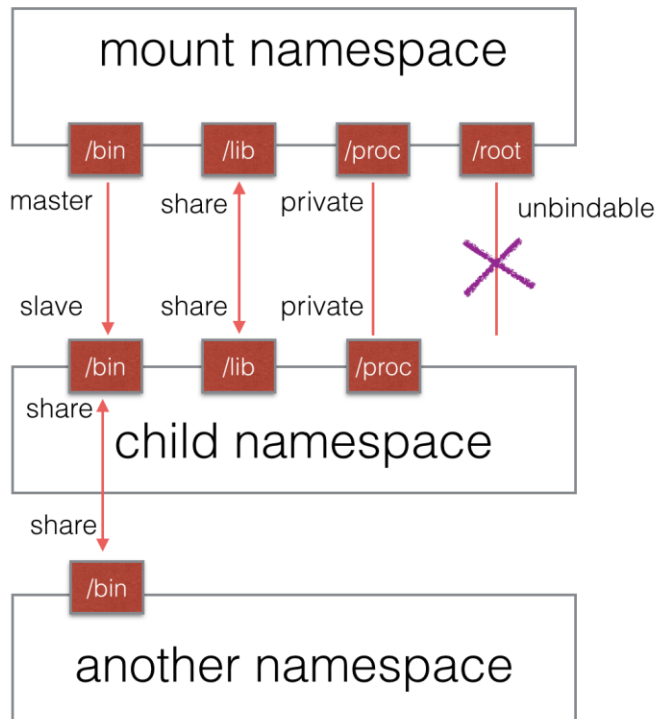 mount namespace
/bin /lib /proc /root
master share private unbindable
slave share private
/bin /lib /proc
share
child namespace
share
/bin
another namespace